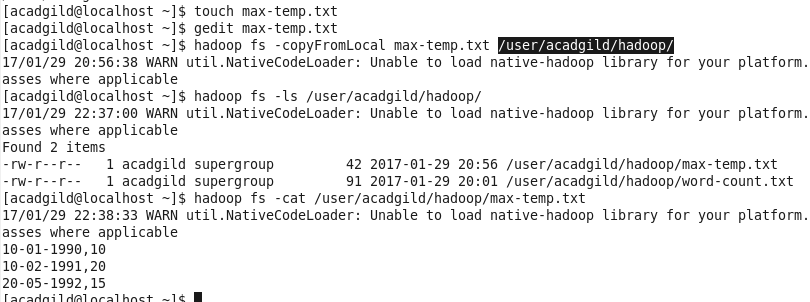 [acadgild@localhost ~]$ touch max-temp.txt
[acadgild@localhost ~]$ gedit max-temp.txt
[acadgild@localhost ~]$ hadoop fs -copyFromLocal max-temp.txt /user/acadgild/hadoop/
17/01/29 20:56:38 WARN util.NativeCodeLoader: Unable to load native-hadoop library for your platform.
asses where applicable
[acadgild@localhost ~]$ hadoop fs -ls /user/acadgild/hadoop/
17/01/29 22:37:00 WARN util.NativeCodeLoader: Unable to load native-hadoop library for your platform.
asses where applicable
Found 2 items
-rw-r--r--   1 acadgild supergroup         42 2017-01-29 20:56 /user/acadgild/hadoop/max-temp.txt
-rw-r--r--   1 acadgild supergroup         91 2017-01-29 20:01 /user/acadgild/hadoop/word-count.txt
[acadgild@localhost ~]$ hadoop fs -cat /user/acadgild/hadoop/max-temp.txt
17/01/29 22:38:33 WARN util.NativeCodeLoader: Unable to load native-hadoop library for your platform.
asses where applicable
10-01-1990,10
10-02-1991,20
20-05-1992,15
[acadgild@localhost ~]$